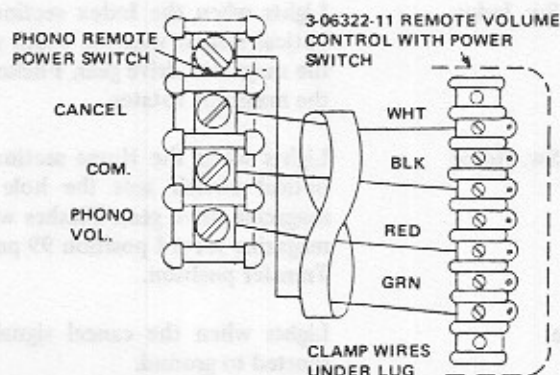 PHONO REMOTE
POWER SWITCH
CANCEL
COM.
PHONO
VOL.
3-06322-11 REMOTE VOLUME
CONTROL WITH POWER
SWITCH
WHT
BLK
RED
GRN
CLAMP WIRES
UNDER LUG